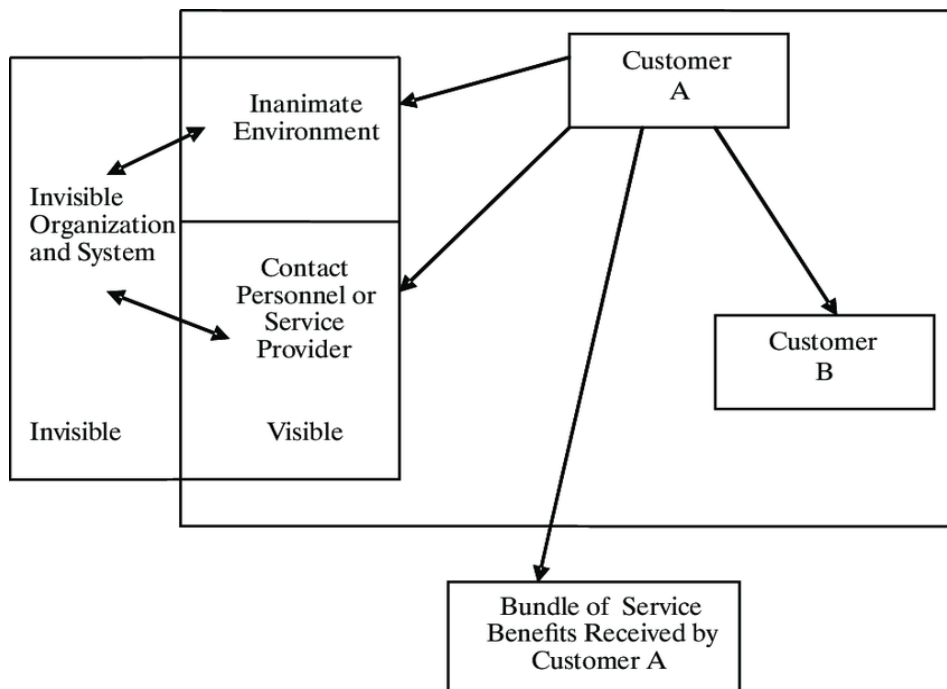 Customer
A
Inanimate
Environment
Invisible
Organization
and System
Contact
Personnel or
Service
Provider
Customer
B
Invisible
Visible
Bundle of Service
Benefits Received by
Customer A